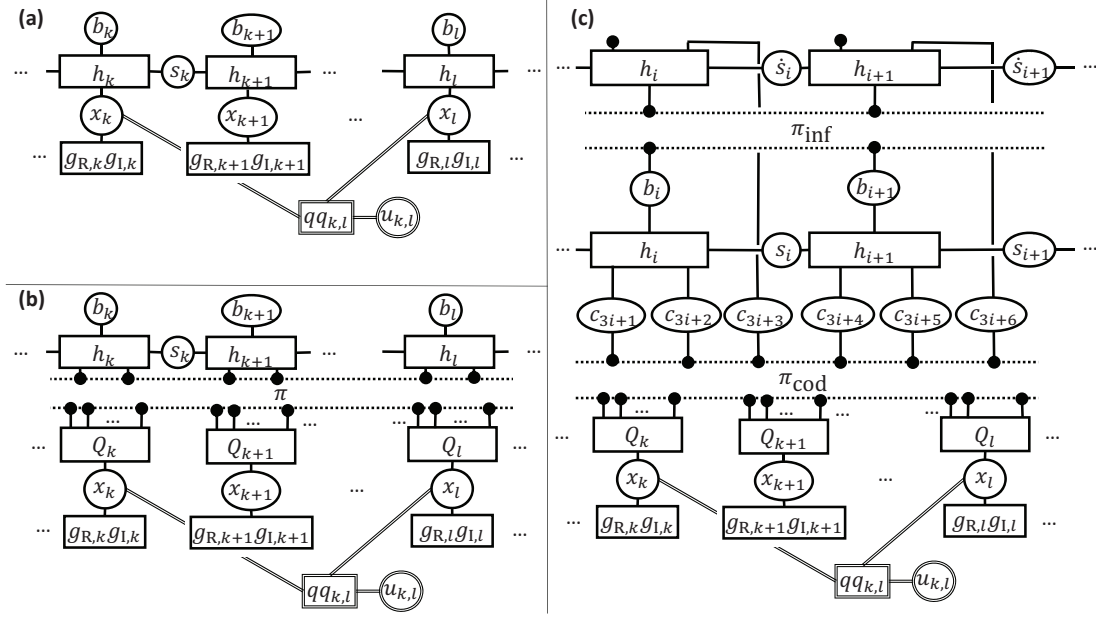 (a)
b_k b_{k+1} b_l
... h_k s_k h_{k+1} ... h_l ...
x_k x_{k+1} ... x_l
... g_{R,k}g_{I,k} g_{R,k+1}g_{I,k+1} g_{R,l}g_{I,l} ...
qq_{k,l} u_{k,l}
(b)
b_k b_{k+1} b_l
... h_k s_k h_{k+1} ... h_l ...
π
... ... ...
... Q_k Q_{k+1} ... Q_l ...
x_k x_{k+1} ... x_l
... g_{R,k}g_{I,k} g_{R,k+1}g_{I,k+1} g_{R,l}g_{I,l} ...
qq_{k,l} u_{k,l}
(c)
... h_i ṡ_i h_{i+1} ṡ_{i+1} ...
π_{inf}
b_i b_{i+1}
... h_i s_i h_{i+1} s_{i+1} ...
c_{3i+1} c_{3i+2} c_{3i+3} c_{3i+4} c_{3i+5} c_{3i+6}
π_{cod}
... ... ...
... Q_k Q_{k+1} ... Q_l ...
x_k x_{k+1} ... x_l
... g_{R,k}g_{I,k} g_{R,k+1}g_{I,k+1} g_{R,l}g_{I,l} ...
qq_{k,l} u_{k,l}